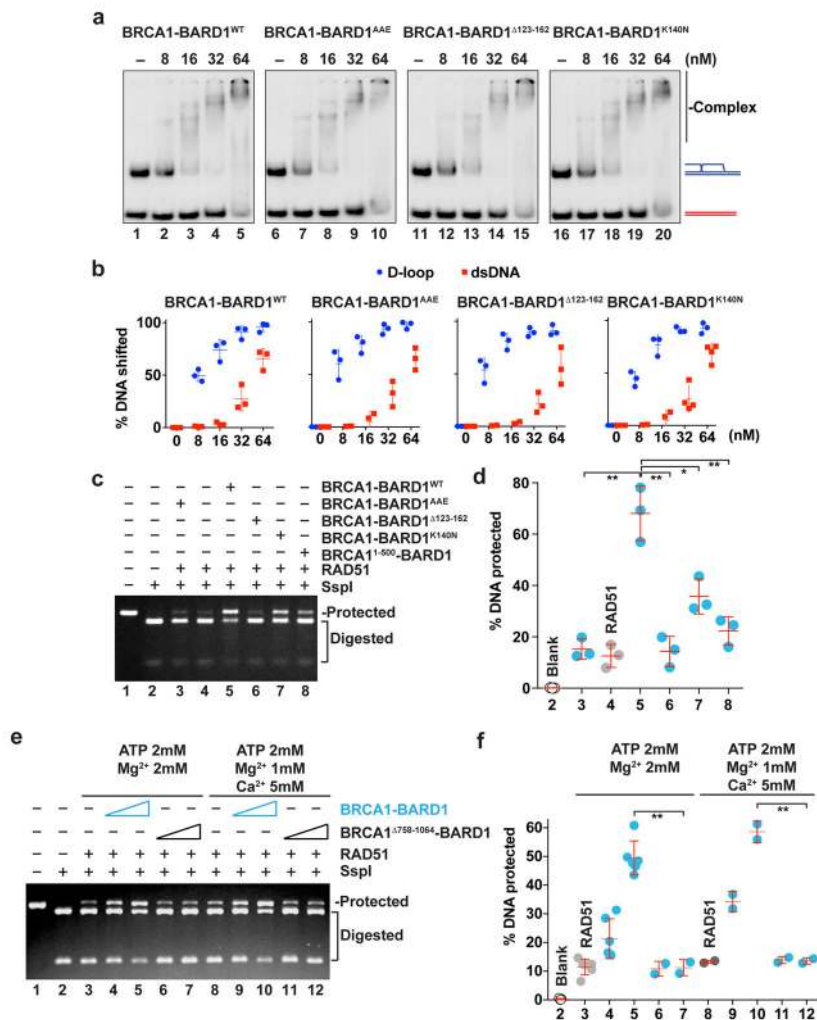 a
BRCA1-BARD1WT BRCA1-BARD1AAE BRCA1-BARD1Δ123-162 BRCA1-BARD1K140N
– 8 16 32 64 – 8 16 32 64 – 8 16 32 64 – 8 16 32 64 (nM)
-Complex
1 2 3 4 5 6 7 8 9 10 11 12 13 14 15 16 17 18 19 20
b
D-loop dsDNA
BRCA1-BARD1WT BRCA1-BARD1AAE BRCA1-BARD1Δ123-162 BRCA1-BARD1K140N
% DNA shifted
100
50
0
0 8 16 32 64 0 8 16 32 64 0 8 16 32 64 0 8 16 32 64 (nM)
c
– – – – + – – – BRCA1-BARD1WT
– – + – – – – – BRCA1-BARD1AAE
– – – – – + – – BRCA1-BARD1Δ123-162
– – – – – – + – BRCA1-BARD1K140N
– – – – – – – + BRCA11-500-BARD1
– – + + + + + + RAD51
– + + + + + + + SspI
-Protected
Digested
1 2 3 4 5 6 7 8
d
** ** * **
% DNA protected
80
60
40
20
0
Blank
RAD51
2 3 4 5 6 7 8
e
ATP 2mM ATP 2mM
Mg2+ 2mM Mg2+ 1mM
Ca2+ 5mM
– – – – – – – – BRCA1-BARD1
– – – – – – – – BRCA1Δ758-1064-BARD1
– – + + + + + + + + + + RAD51
– + + + + + + + + + + + SspI
-Protected
Digested
1 2 3 4 5 6 7 8 9 10 11 12
f
ATP 2mM ATP 2mM
Mg2+ 2mM Mg2+ 1mM
Ca2+ 5mM
** **
% DNA protected
60
50
40
30
20
10
0
Blank
RAD51
RAD51
2 3 4 5 6 7 8 9 10 11 12